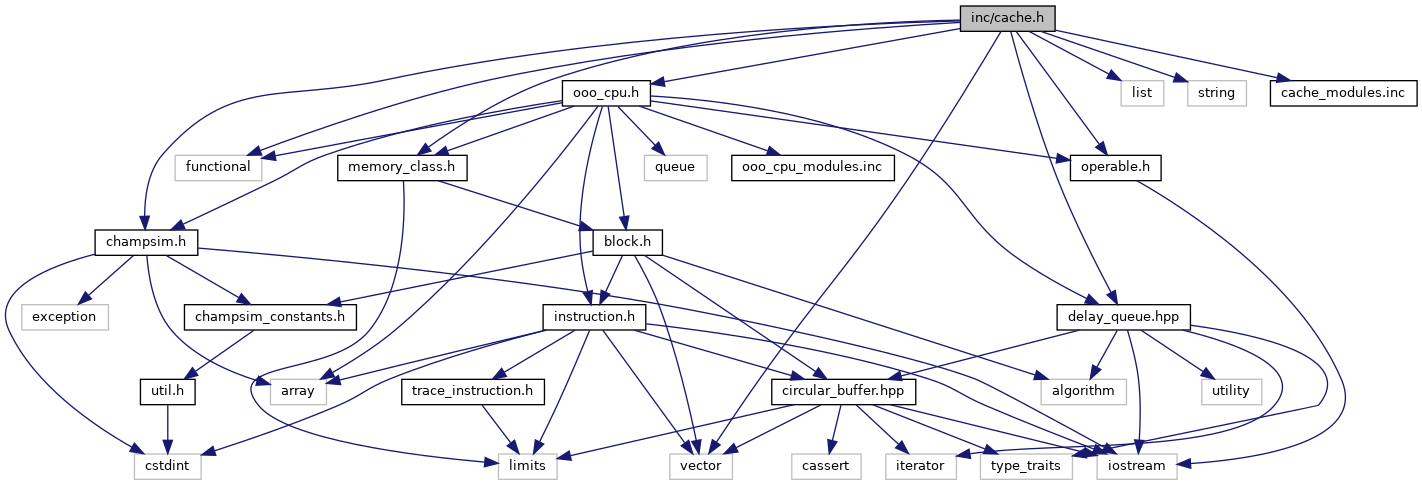 inc/cache.h
ooo_cpu.h
list
string
cache_modules.inc
functional
memory_class.h
queue
ooo_cpu_modules.inc
operable.h
champsim.h
block.h
exception
champsim_constants.h
instruction.h
delay_queue.hpp
util.h
array
trace_instruction.h
circular_buffer.hpp
algorithm
utility
cstdint
limits
vector
cassert
iterator
type_traits
iostream